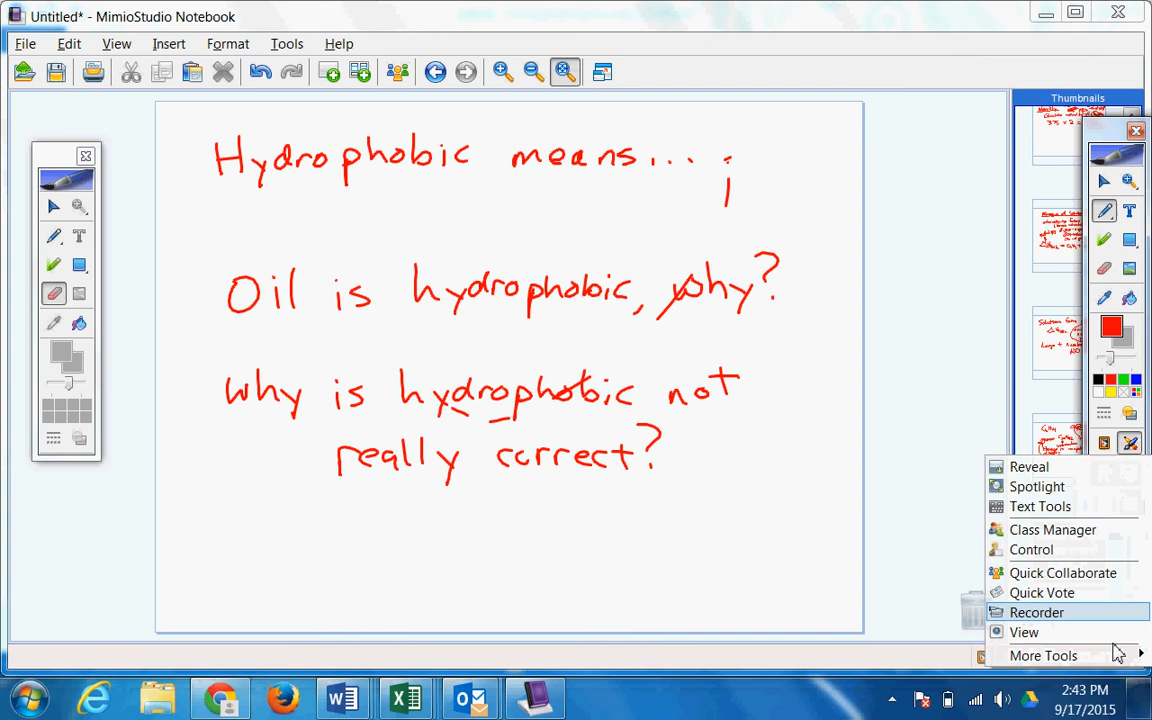 Untitled* - MimioStudio Notebook
File Edit View Insert Format Tools Help
Thumbnails
Hydrophobic means...
Oil is hydrophobic, why?
Why is hydrophobic not
really correct?
Reveal
Spotlight
Text Tools
Class Manager
Control
Quick Collaborate
Quick Vote
Recorder
View
More Tools
2:43 PM
9/17/2015